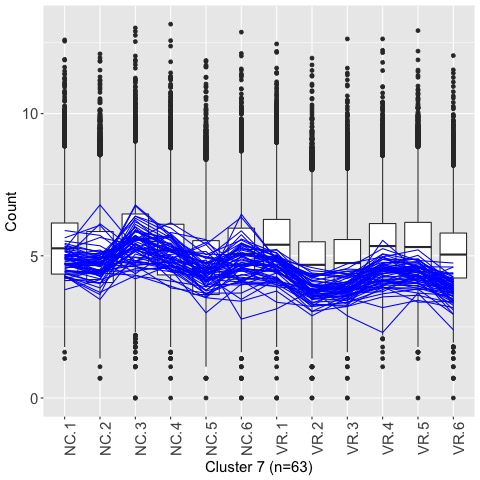 Count
10
5
0
NC.1
NC.2
NC.3
NC.4
NC.5
NC.6
VR.1
VR.2
VR.3
VR.4
VR.5
VR.6
Cluster 7 (n=63)